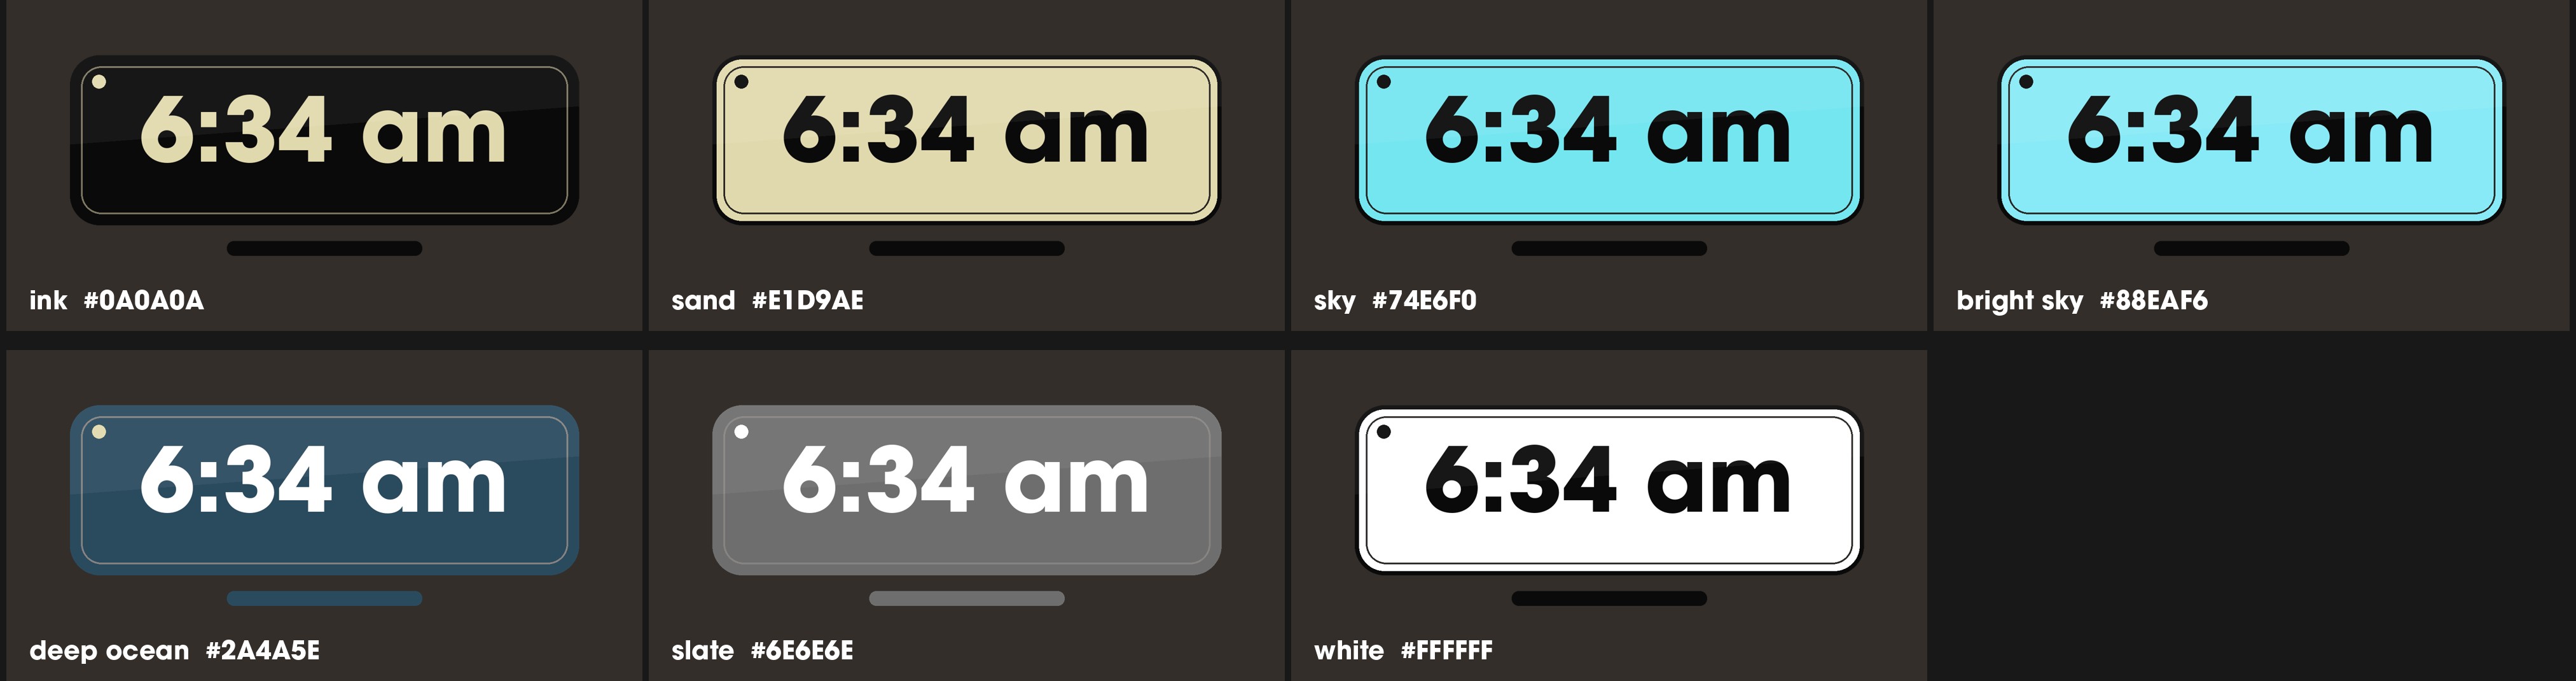 6:34 am
ink #0A0A0A
6:34 am
sand #E1D9AE
6:34 am
sky #74E6F0
6:34 am
bright sky #88EAF6
6:34 am
deep ocean #2A4A5E
6:34 am
slate #6E6E6E
6:34 am
white #FFFFFF